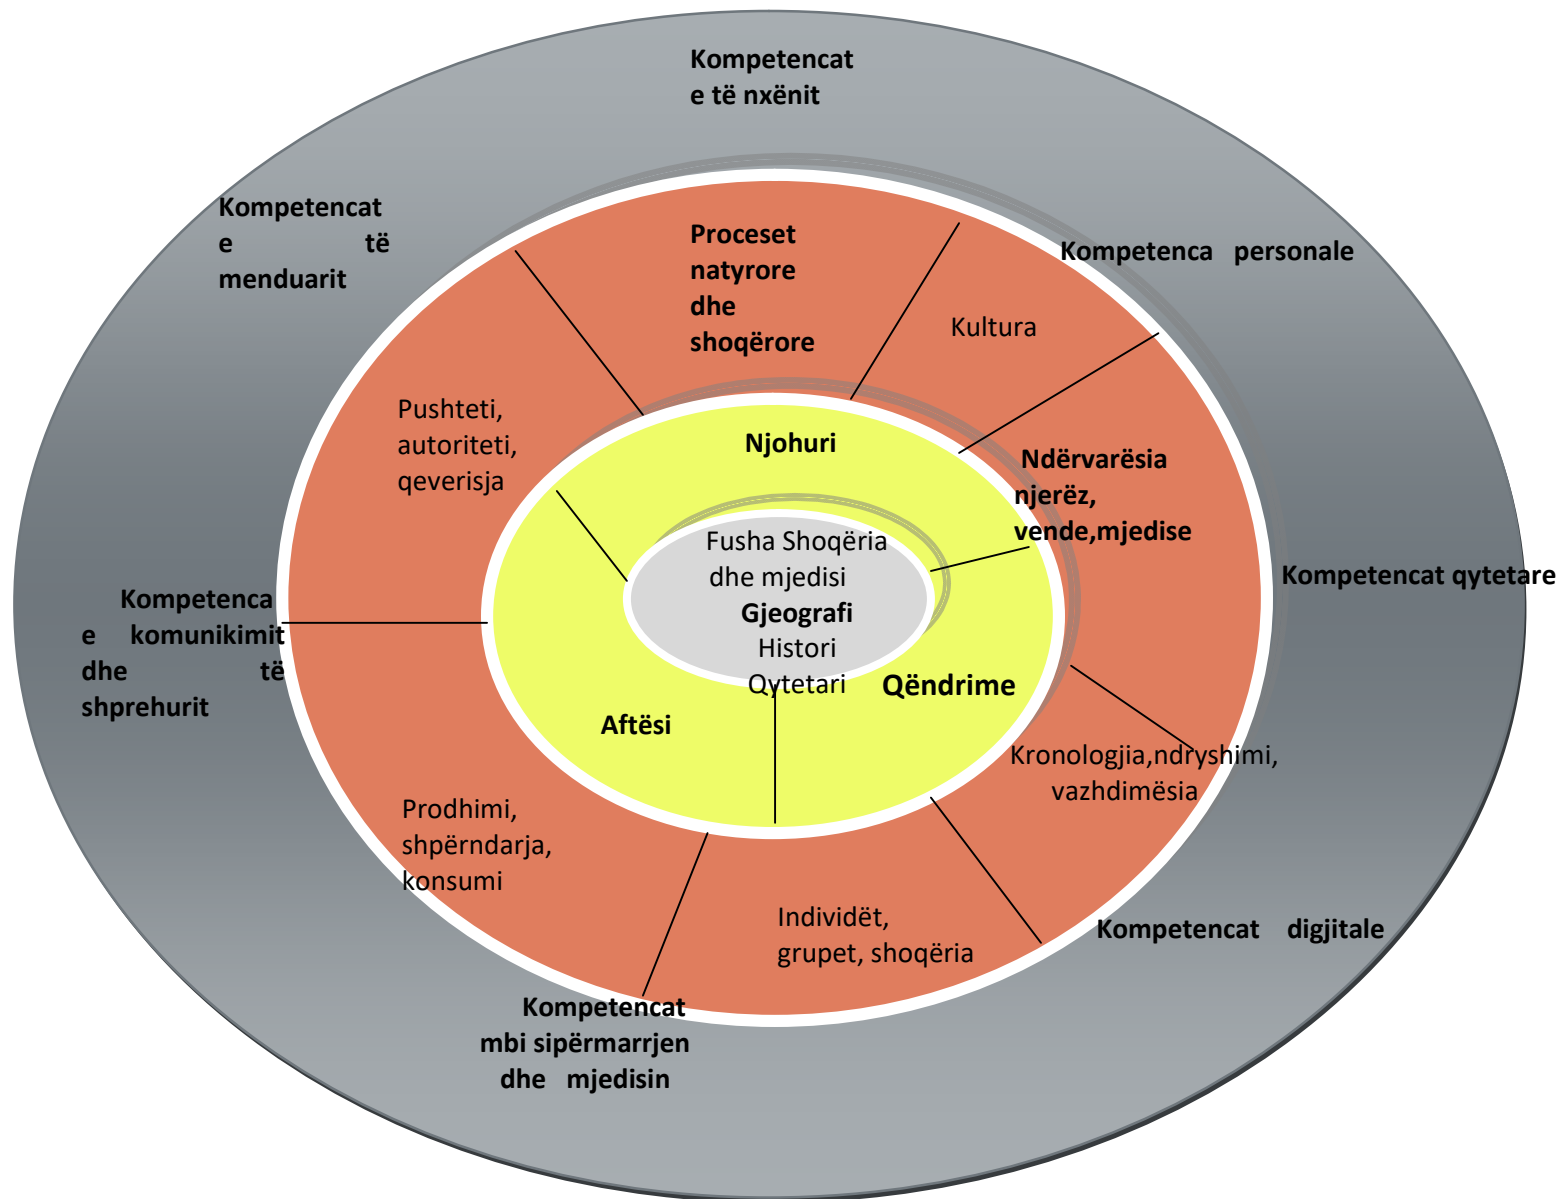 Kompetencat
e të nxënit
Kompetencat
e të
menduarit
Proceset
natyrore
dhe
shoqërore
Kompetenca personale
Kultura
Pushteti,
autoriteti,
qeverisja
Njohuri
Ndërvarësia
njerëz,
vende,mjedise
Fusha Shoqëria
dhe mjedisi
Gjeografi
Histori
Qytetari
Kompetencat qytetare
Kompetenca
e komunikimit
dhe të
shprehurit
Qëndrime
Aftësi
Kronologjia,ndryshimi,
vazhdimësia
Prodhimi,
shpërndarja,
konsumi
Individët,
grupet, shoqëria
Kompetencat digjitale
Kompetencat
mbi sipërmarrjen
dhe mjedisin